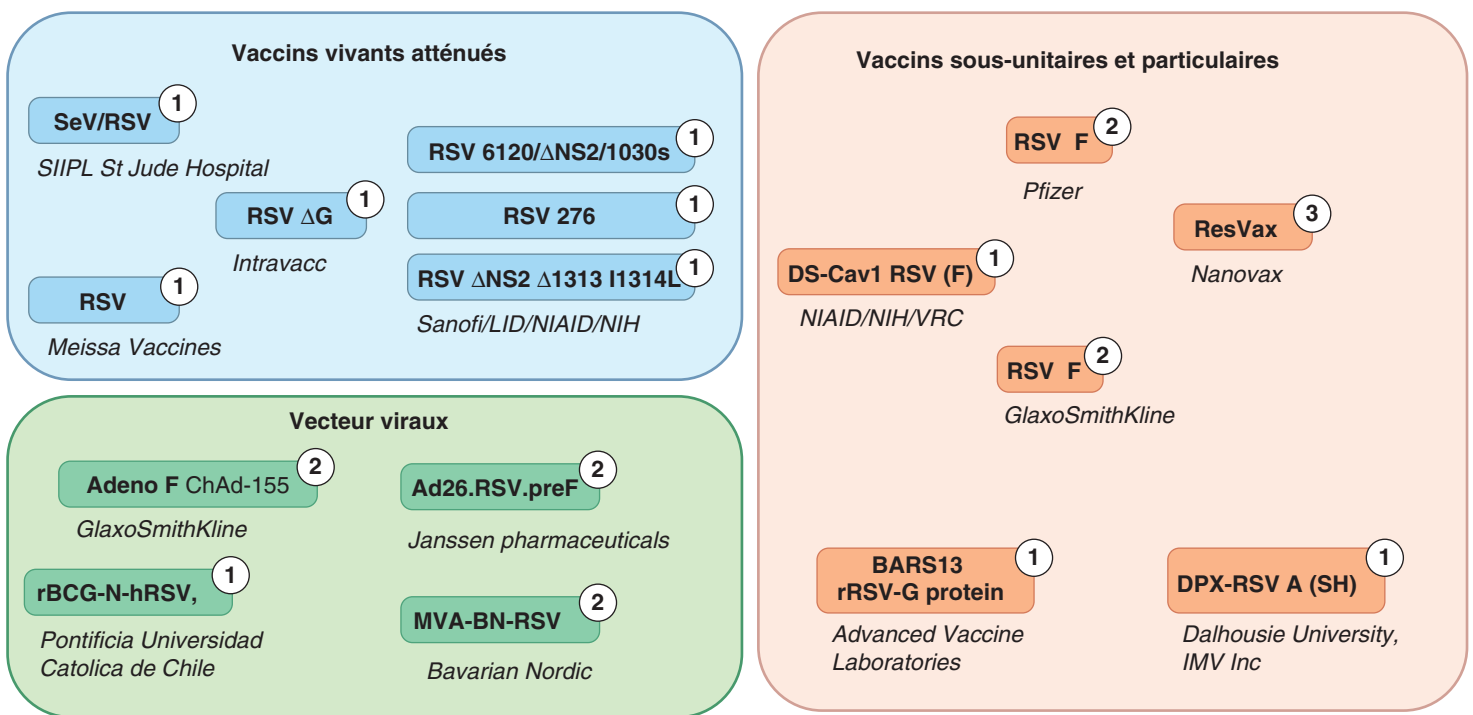 Vaccins vivants atténués
SeV/RSV
1
SIIPL St Jude Hospital
RSV ΔG
1
Intravacc
RSV
1
Meissa Vaccines
RSV 6120/ΔNS2/1030s
1
RSV 276
1
RSV ΔNS2 Δ1313 I1314L
1
Sanofi/LID/NIAID/NIH
Vecteur viraux
Adeno F ChAd-155
2
GlaxoSmithKline
Ad26.RSV.preF
2
Janssen pharmaceuticals
rBCG-N-hRSV,
1
Pontificia Universidad
Catolica de Chile
MVA-BN-RSV
2
Bavarian Nordic
Vaccins sous-unitaires et particulaires
RSV F
2
Pfizer
ResVax
3
Nanovax
DS-Cav1 RSV (F)
1
NIAID/NIH/VRC
RSV F
2
GlaxoSmithKline
BARS13
rRSV-G protein
1
Advanced Vaccine
Laboratories
DPX-RSV A (SH)
1
Dalhousie University,
IMV Inc